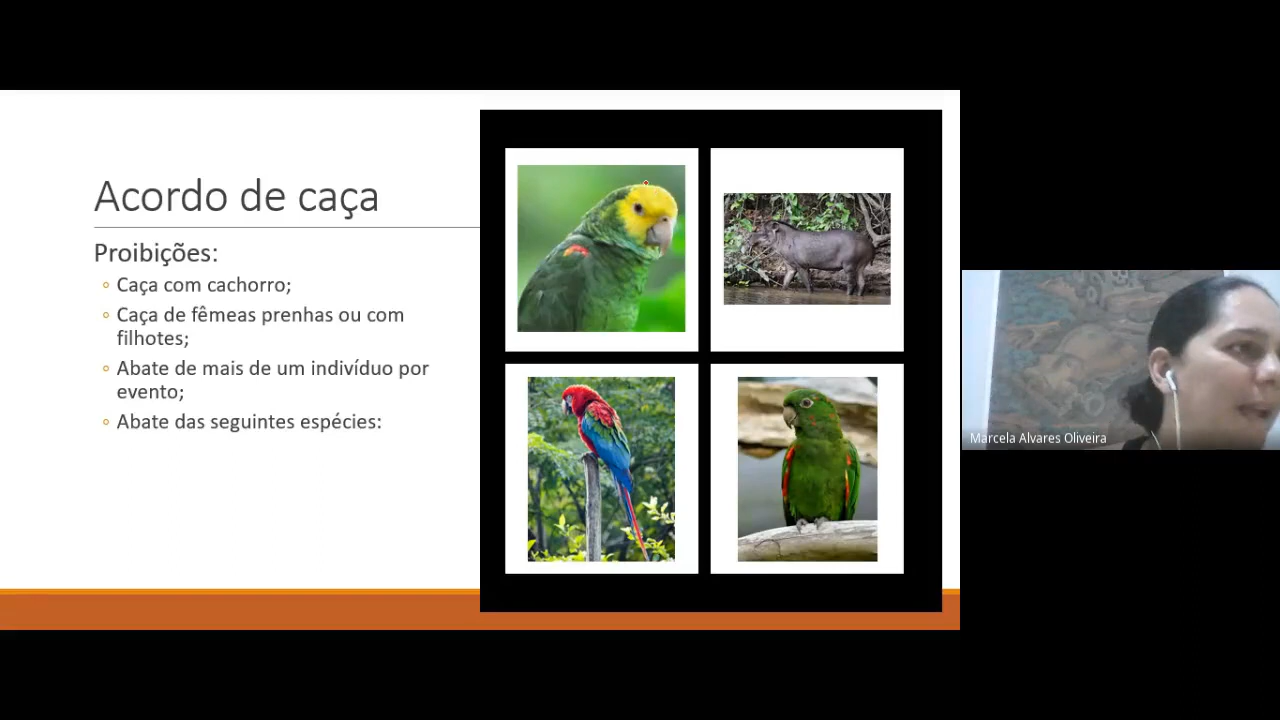 Acordo de caça
Proibições:
Caça com cachorro;
Caça de fêmeas prenhas ou com
filhotes;
Abate de mais de um indivíduo por
evento;
Abate das seguintes espécies:
Marcela Alvares Oliveira